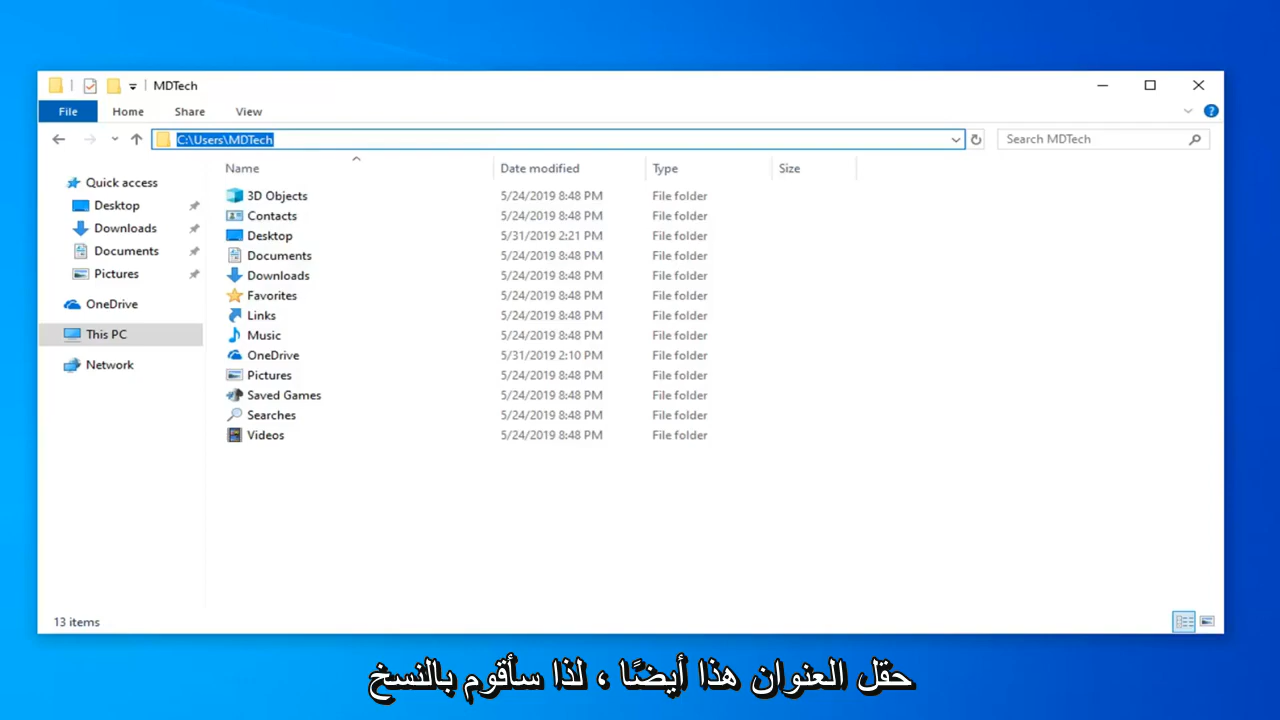 MDTech
File Home Share View
C:\Users\MDTech
Search MDTech
Name Date modified Type Size
Quick access
Desktop
Downloads
Documents
Pictures
OneDrive
This PC
Network
3D Objects 5/24/2019 8:48 PM File folder
Contacts 5/24/2019 8:48 PM File folder
Desktop 5/31/2019 2:21 PM File folder
Documents 5/24/2019 8:48 PM File folder
Downloads 5/24/2019 8:48 PM File folder
Favorites 5/24/2019 8:48 PM File folder
Links 5/24/2019 8:48 PM File folder
Music 5/24/2019 8:48 PM File folder
OneDrive 5/31/2019 2:10 PM File folder
Pictures 5/24/2019 8:48 PM File folder
Saved Games 5/24/2019 8:48 PM File folder
Searches 5/24/2019 8:48 PM File folder
Videos 5/24/2019 8:48 PM File folder
13 items
حقل العنوان هذا أيضًا ، لذا سأقوم بالنسخ